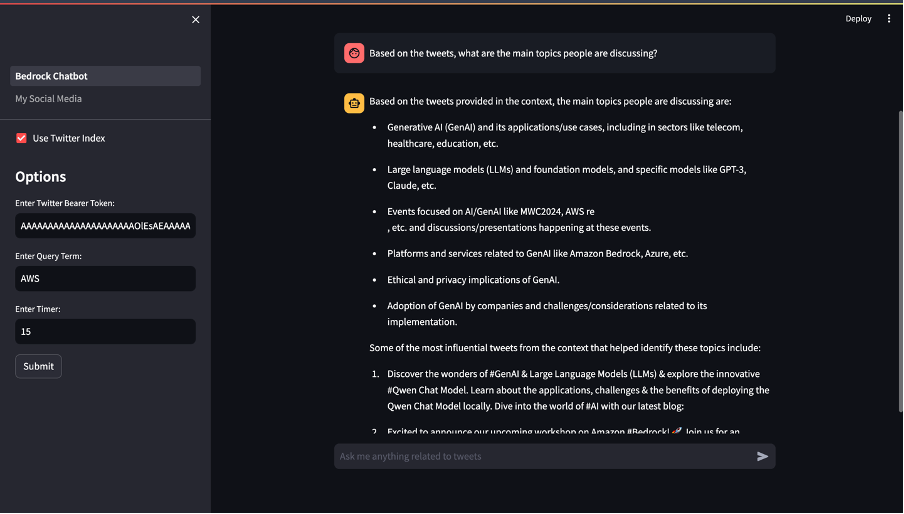 Deploy
Bedrock Chatbot
My Social Media
Use Twitter Index
Options
Enter Twitter Bearer Token:
AAAAAAAAAAAAAAAAAAAAAOlEsAEAAAAA
Enter Query Term:
AWS
Enter Timer:
15
Submit
Based on the tweets, what are the main topics people are discussing?
Based on the tweets provided in the context, the main topics people are discussing are:
• Generative AI (GenAI) and its applications/use cases, including in sectors like telecom,
healthcare, education, etc.
• Large language models (LLMs) and foundation models, and specific models like GPT-3,
Claude, etc.
• Events focused on AI/GenAI like MWC2024, AWS re
, etc. and discussions/presentations happening at these events.
• Platforms and services related to GenAI like Amazon Bedrock, Azure, etc.
• Ethical and privacy implications of GenAI.
• Adoption of GenAI by companies and challenges/considerations related to its
implementation.
Some of the most influential tweets from the context that helped identify these topics include:
1. Discover the wonders of #GenAI & Large Language Models (LLMs) & explore the innovative
#Qwen Chat Model. Learn about the applications, challenges & the benefits of deploying the
Qwen Chat Model locally. Dive into the world of #AI with our latest blog:
2. Excited to announce our upcoming workshop on Amazon #Bedrock! 🚀 Join us for an
Ask me anything related to tweets